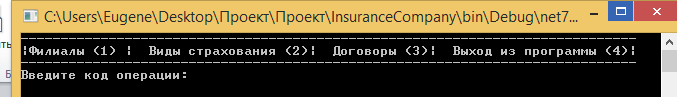 C:\Users\Eugene\Desktop\Проект\Проект\InsuranceCompany\bin\Debug\net7...
¦Филиалы (1) ¦ Виды страхования (2)¦ Договоры (3)¦ Выход из программы (4)¦
Введите код операции: